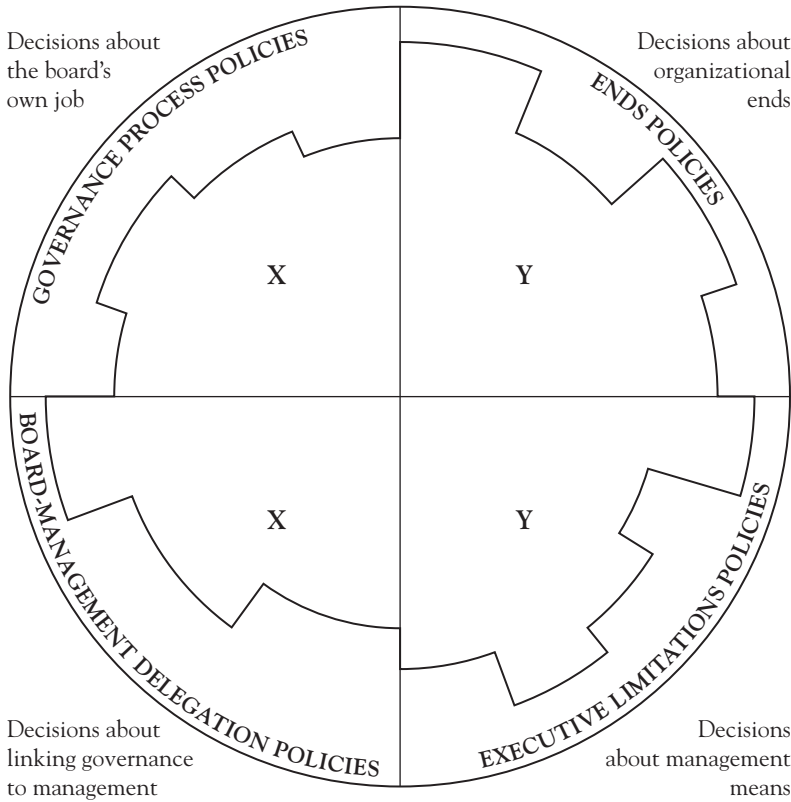 Decisions about
the board's
own job
GOVERNANCE PROCESS POLICIES
Decisions about
organizational
ends
ENDS POLICIES
X
Y
X
Y
BOARD-MANAGEMENT DELEGATION POLICIES
Decisions about
linking governance
to management
EXECUTIVE LIMITATIONS POLICIES
Decisions
about management
means